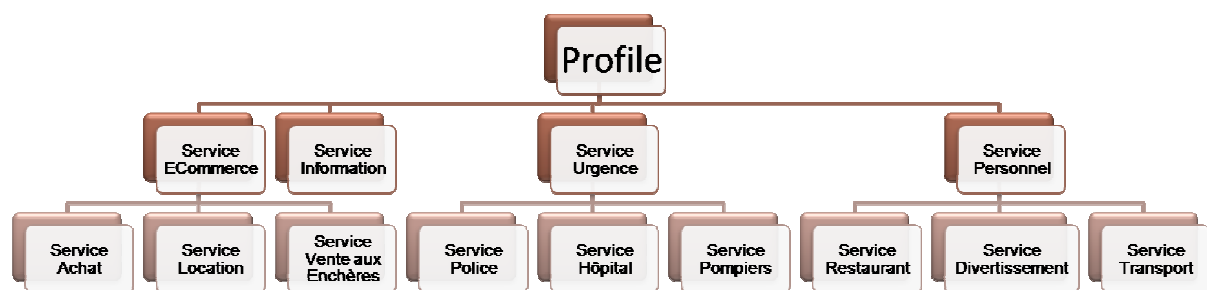 Profile
Service
ECommerce
Service
Information
Service
Urgence
Service
Personnel
Service
Achat
Service
Location
Service
Vente aux
Enchères
Service
Police
Service
Hôpital
Service
Pompiers
Service
Restaurant
Service
Divertissement
Service
Transport